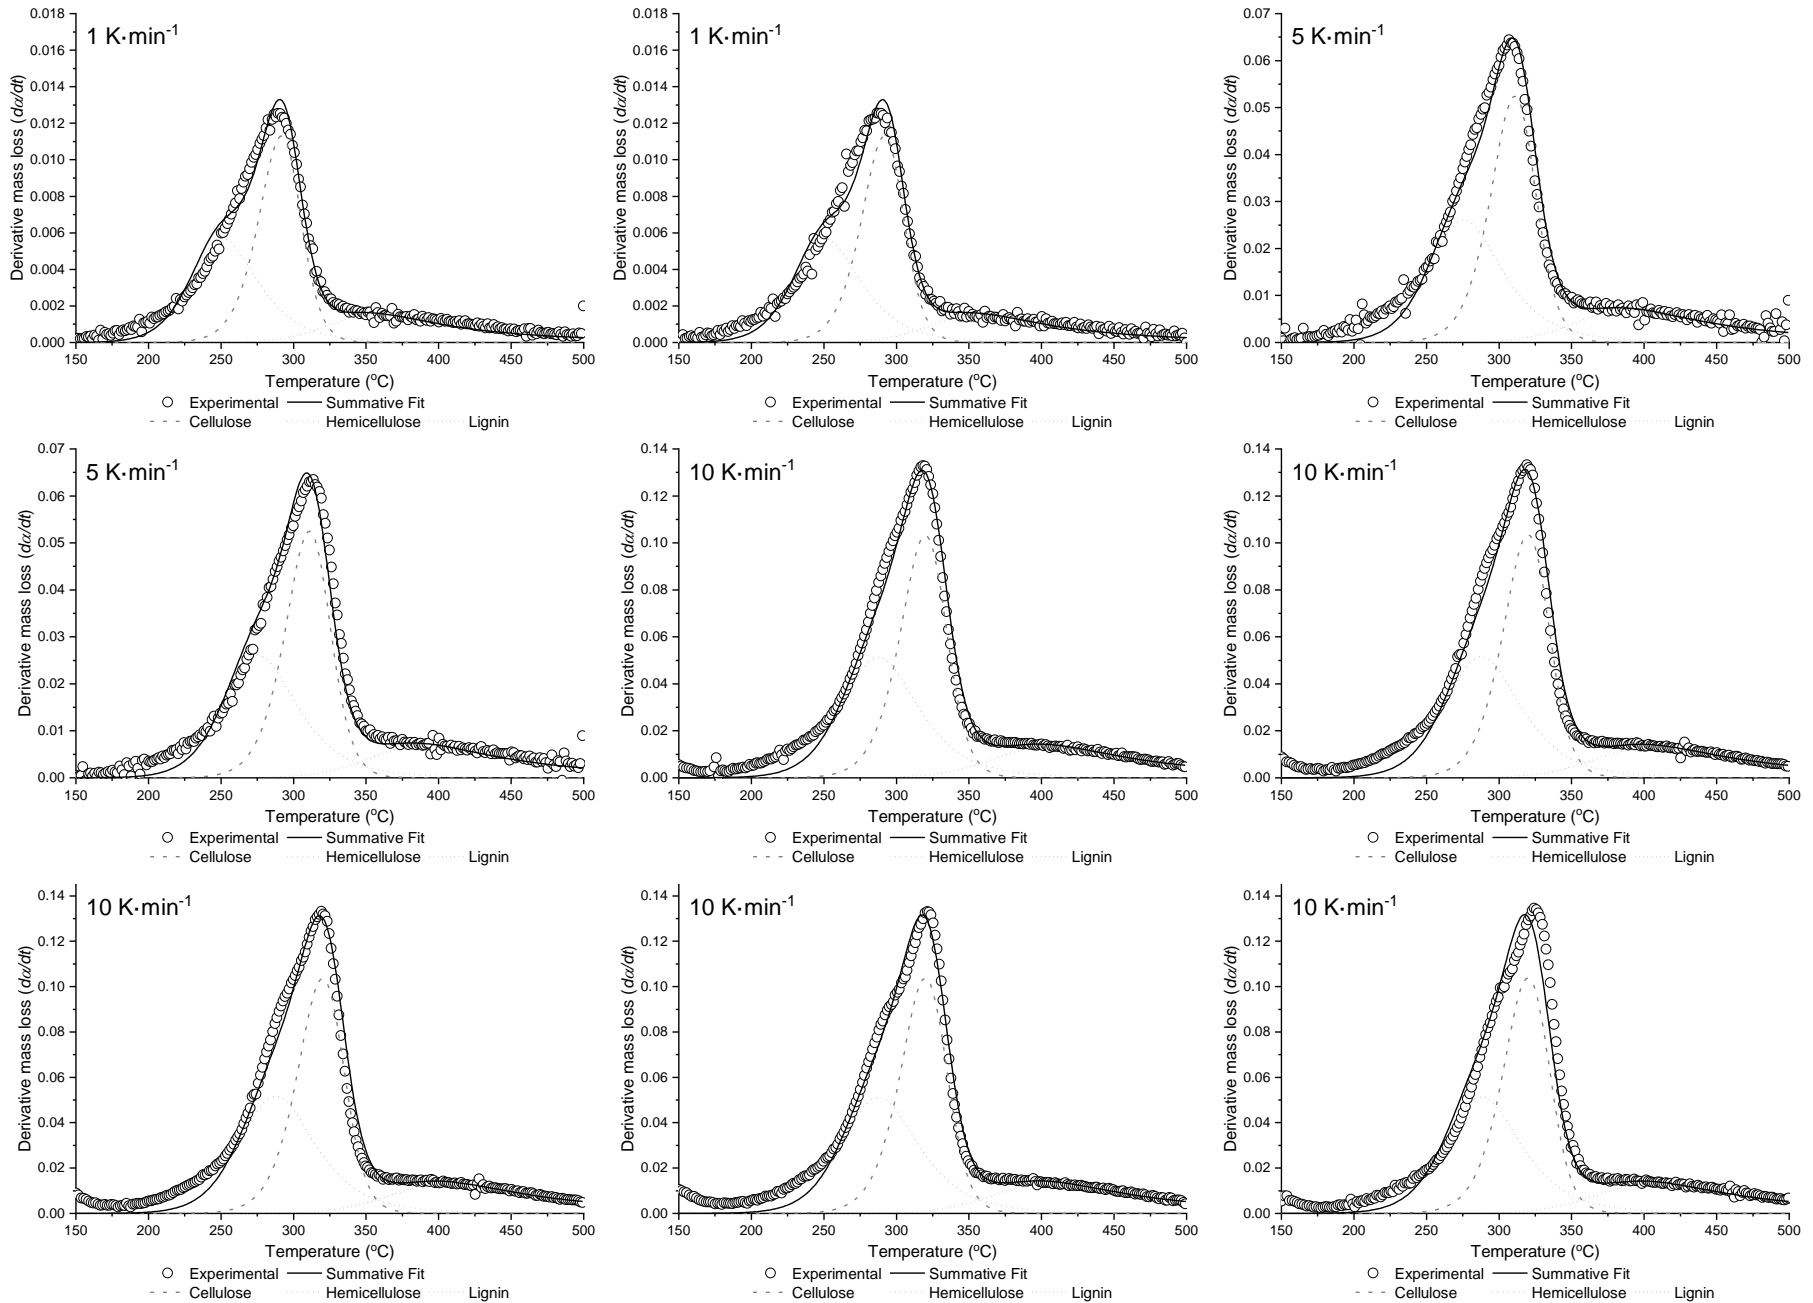 1 K·min⁻¹
Derivative mass loss (dα/dt)
0.018
0.016
0.014
0.012
0.010
0.008
0.006
0.004
0.002
0.000
150 200 250 300 350 400 450 500
Temperature (°C)
Experimental Summative Fit
Cellulose Hemicellulose Lignin
1 K·min⁻¹
Derivative mass loss (dα/dt)
0.018
0.016
0.014
0.012
0.010
0.008
0.006
0.004
0.002
0.000
150 200 250 300 350 400 450 500
Temperature (°C)
Experimental Summative Fit
Cellulose Hemicellulose Lignin
5 K·min⁻¹
Derivative mass loss (dα/dt)
0.07
0.06
0.05
0.04
0.03
0.02
0.01
0.00
150 200 250 300 350 400 450 500
Temperature (°C)
Experimental Summative Fit
Cellulose Hemicellulose Lignin
5 K·min⁻¹
Derivative mass loss (dα/dt)
0.07
0.06
0.05
0.04
0.03
0.02
0.01
0.00
150 200 250 300 350 400 450 500
Temperature (°C)
Experimental Summative Fit
Cellulose Hemicellulose Lignin
10 K·min⁻¹
Derivative mass loss (dα/dt)
0.14
0.12
0.10
0.08
0.06
0.04
0.02
0.00
150 200 250 300 350 400 450 500
Temperature (°C)
Experimental Summative Fit
Cellulose Hemicellulose Lignin
10 K·min⁻¹
Derivative mass loss (dα/dt)
0.14
0.12
0.10
0.08
0.06
0.04
0.02
0.00
150 200 250 300 350 400 450 500
Temperature (°C)
Experimental Summative Fit
Cellulose Hemicellulose Lignin
10 K·min⁻¹
Derivative mass loss (dα/dt)
0.14
0.12
0.10
0.08
0.06
0.04
0.02
0.00
150 200 250 300 350 400 450 500
Temperature (°C)
Experimental Summative Fit
Cellulose Hemicellulose Lignin
10 K·min⁻¹
Derivative mass loss (dα/dt)
0.14
0.12
0.10
0.08
0.06
0.04
0.02
0.00
150 200 250 300 350 400 450 500
Temperature (°C)
Experimental Summative Fit
Cellulose Hemicellulose Lignin
10 K·min⁻¹
Derivative mass loss (dα/dt)
0.14
0.12
0.10
0.08
0.06
0.04
0.02
0.00
150 200 250 300 350 400 450 500
Temperature (°C)
Experimental Summative Fit
Cellulose Hemicellulose Lignin